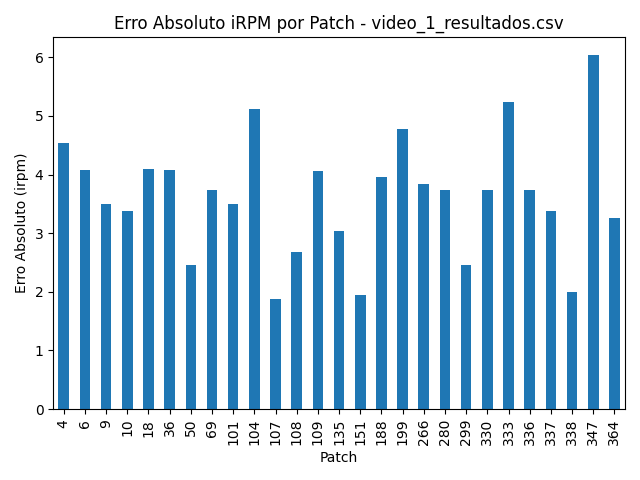 Erro Absoluto iRPM por Patch - video_1_resultados.csv
Erro Absoluto (irpm)
6
5
4
3
2
1
0
4 6 9 10 18 36 50 69 101 104 107 108 109 135 151 188 199 266 280 299 330 333 336 337 338 347 364
Patch